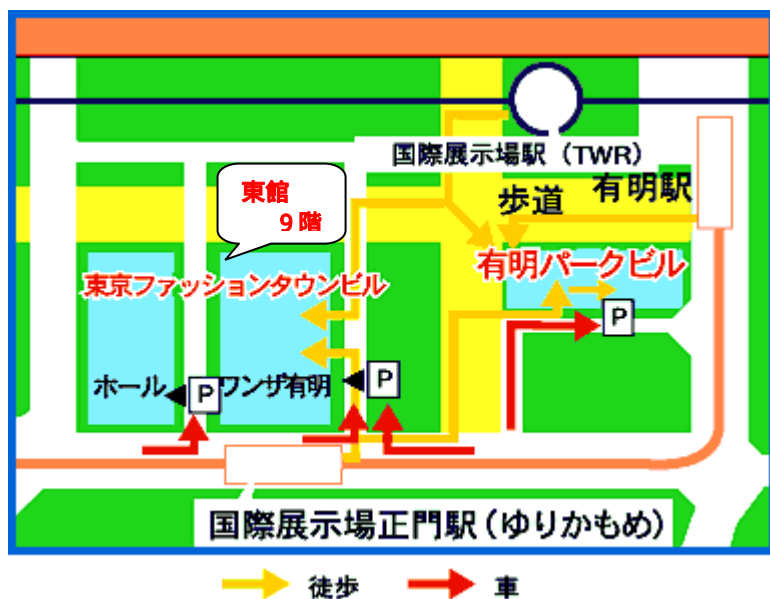 国際展示場駅（TWR）
東館
９階
歩道
有明駅
東京ファッションタウンビル
有明パークビル
P
ホール
P
ワンザ有明
P
国際展示場正門駅（ゆりかもめ）
徒歩
車